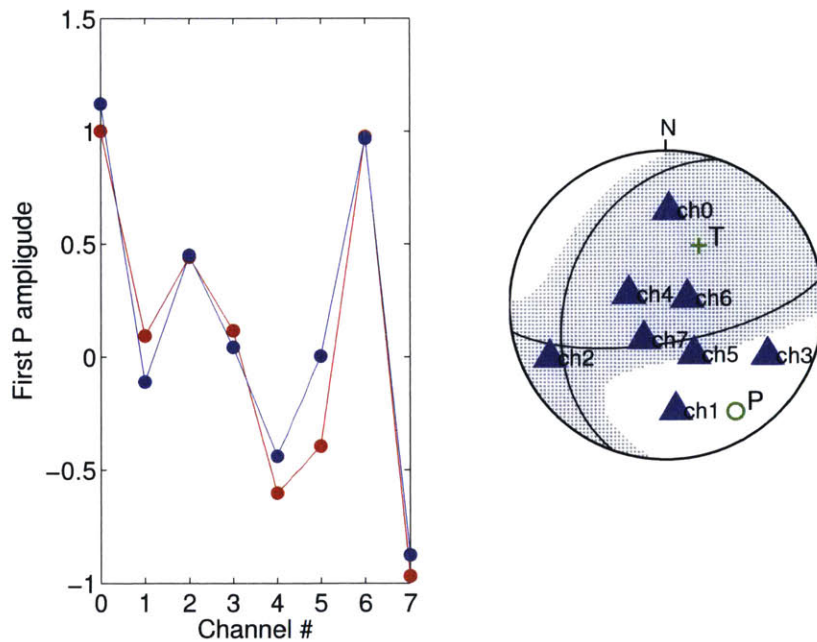 1.5
1
0.5
0
−0.5
−1
0 1 2 3 4 5 6 7
First P ampligude
Channel #
N
ch0
T
ch4 ch6
ch7
ch2 ch5 ch3
ch1 P